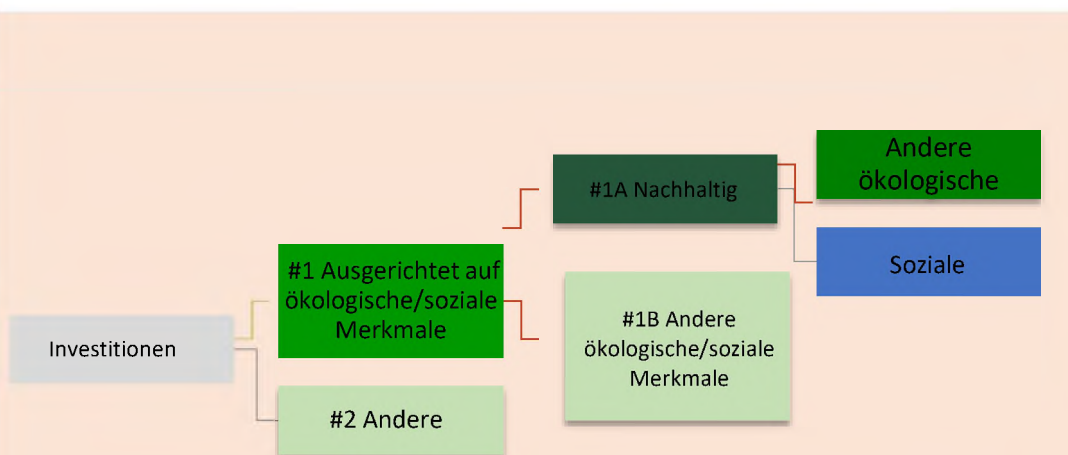 Investitionen
#1 Ausgerichtet auf
ökologische/soziale
Merkmale
#2 Andere
#1A Nachhaltig
#1B Andere
ökologische/soziale
Merkmale
Andere
ökologische
Soziale